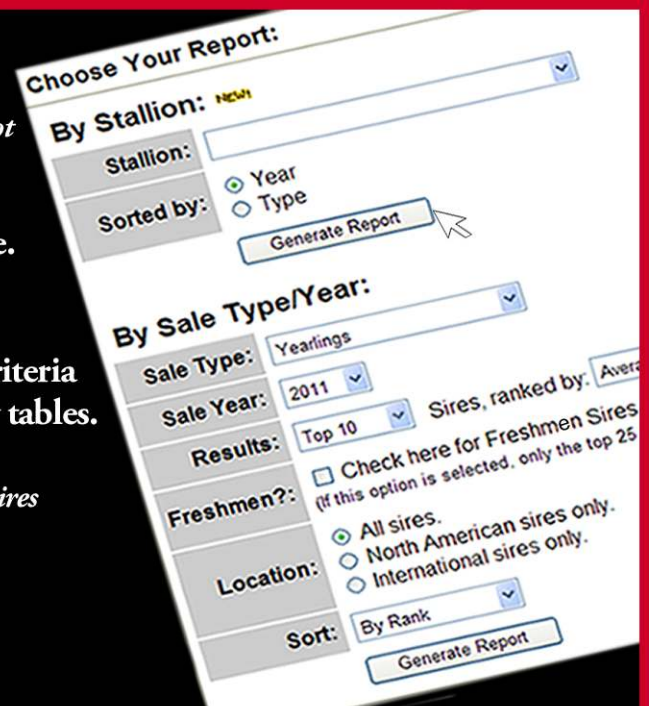 Choose Your Report:
By Stallion: NEW!
Stallion:
Sorted by:
Year
Type
Generate Report
e.
riteria
tables.
ires
By Sale Type/Year:
Sale Type: Yearlings
Sale Year: 2011
Results: Top 10 Sires, ranked by: Avera
Freshmen?: Check here for Freshmen Sires
(If this option is selected, only the top 25
Location:
All sires.
North American sires only.
International sires only.
Sort: By Rank
Generate Report